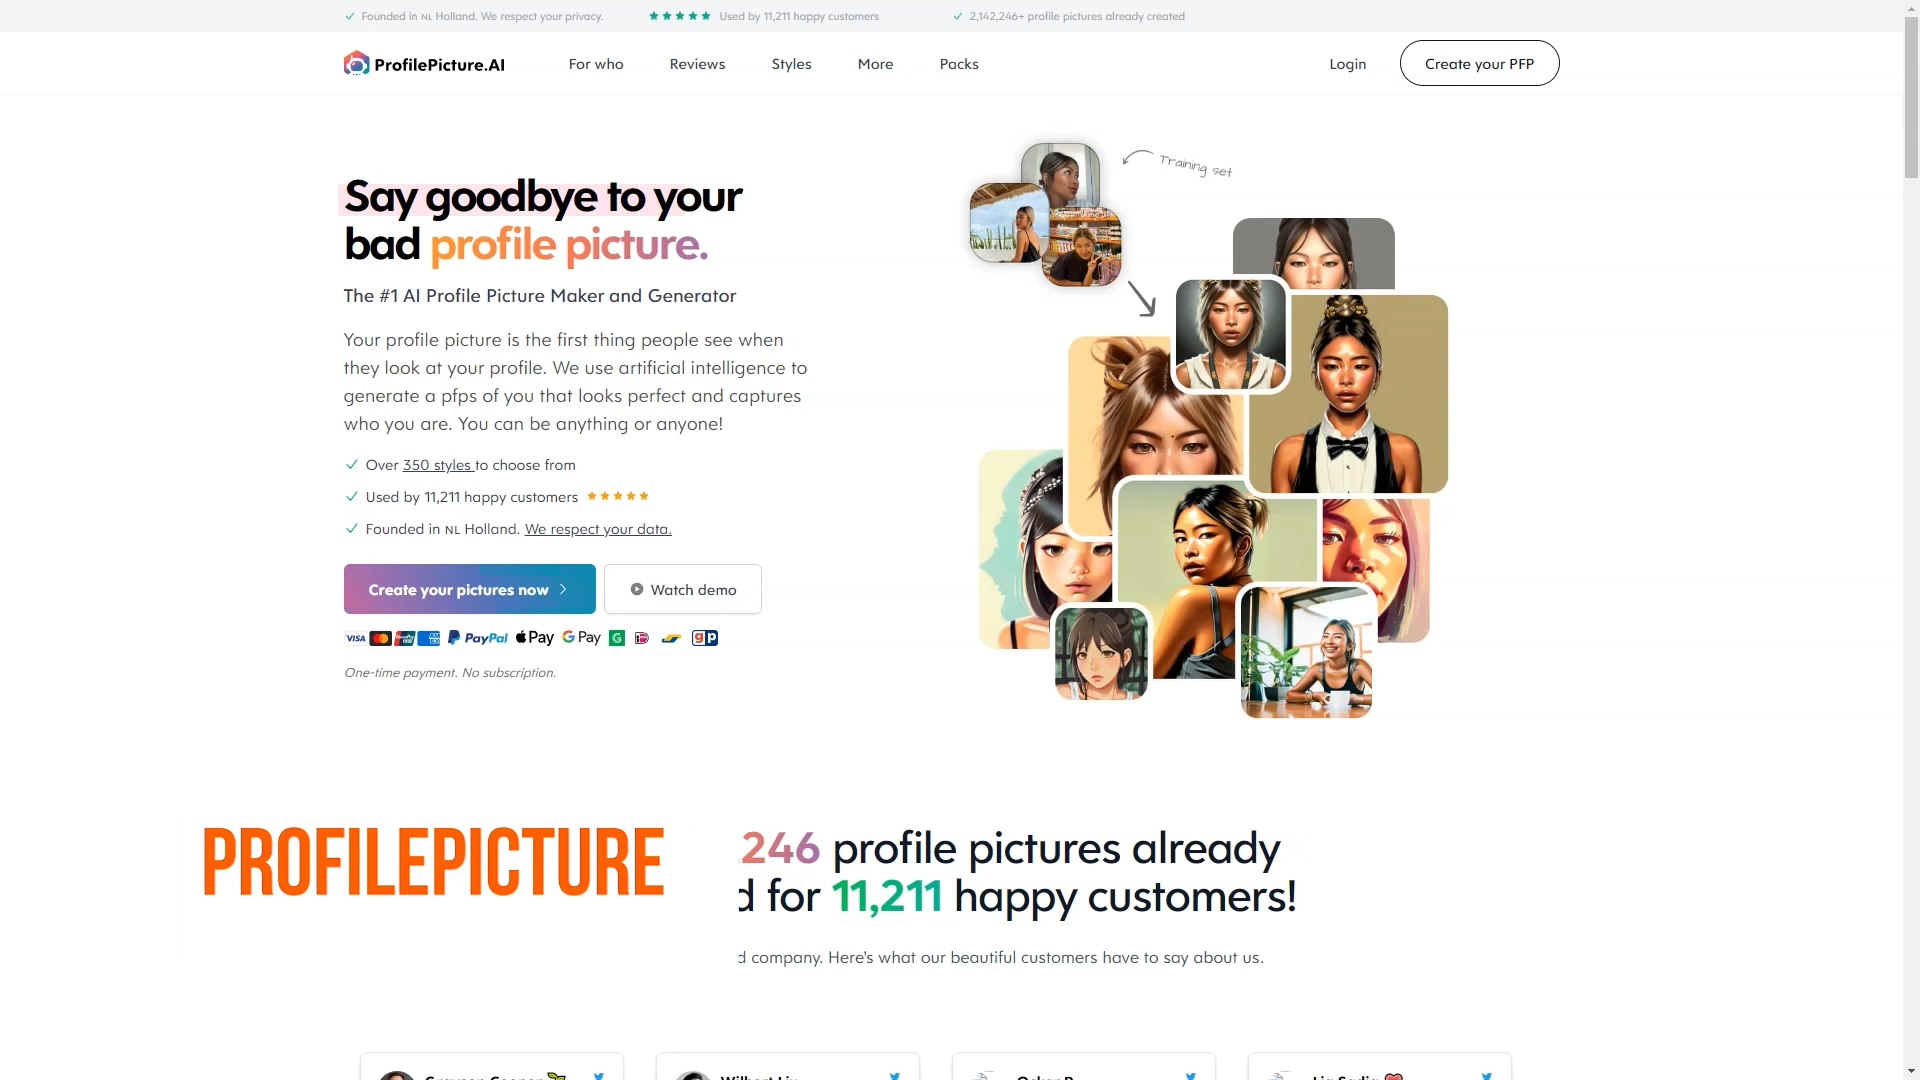 Founded in NL Holland. We respect your privacy.
Used by 11,211 happy customers
2,142,246+ profile pictures already created
ProfilePicture.AI
For who
Reviews
Styles
More
Packs
Login
Create your PFP
Say goodbye to your
bad profile picture.
The #1 AI Profile Picture Maker and Generator
Your profile picture is the first thing people see when
they look at your profile. We use artificial intelligence to
generate a pfps of you that looks perfect and captures
who you are. You can be anything or anyone!
Over 350 styles to choose from
Used by 11,211 happy customers
Founded in NL Holland. We respect your data.
Create your pictures now
Watch demo
VISA
PayPal
Pay
G Pay
gp
One-time payment. No subscription.
Training set
PROFILEPICTURE
246 profile pictures already
d for 11,211 happy customers!
d company. Here's what our beautiful customers have to say about us.